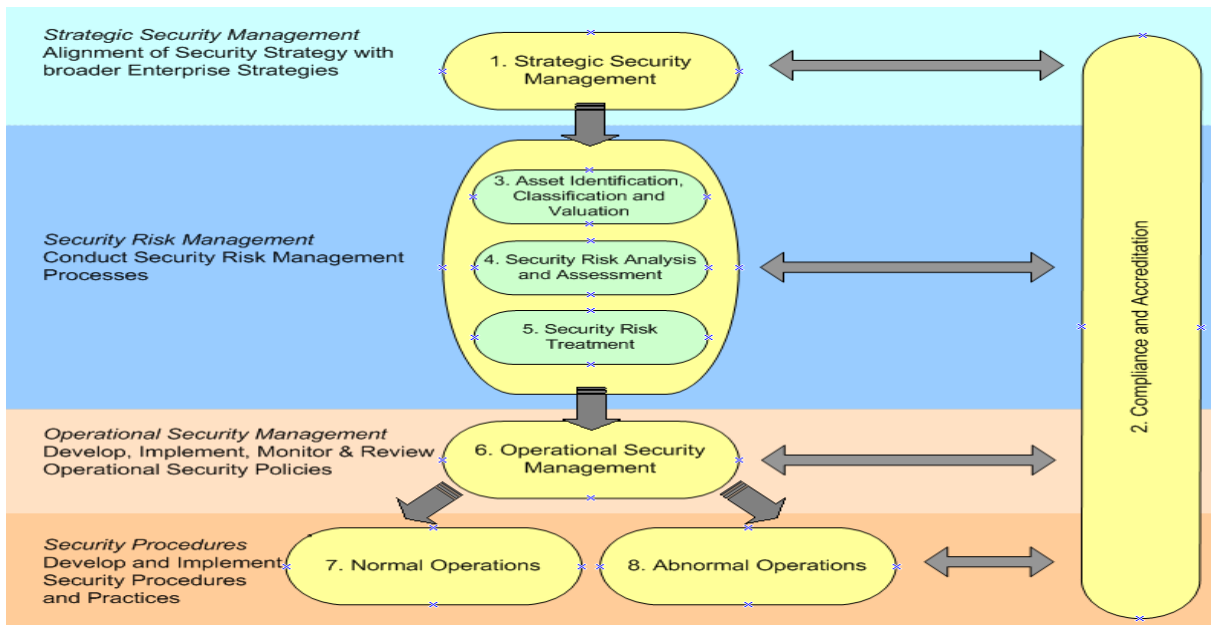 Strategic Security Management
Alignment of Security Strategy with
broader Enterprise Strategies
1. Strategic Security
Management
Security Risk Management
Conduct Security Risk Management
Processes
3. Asset Identification,
Classification and
Valuation
4. Security Risk Analysis
and Assessment
5. Security Risk
Treatment
2. Compliance and Accreditation
Operational Security Management
Develop, Implement, Monitor & Review
Operational Security Policies
6. Operational Security
Management
Security Procedures
Develop and Implement
Security Procedures
and Practices
7. Normal Operations
8. Abnormal Operations